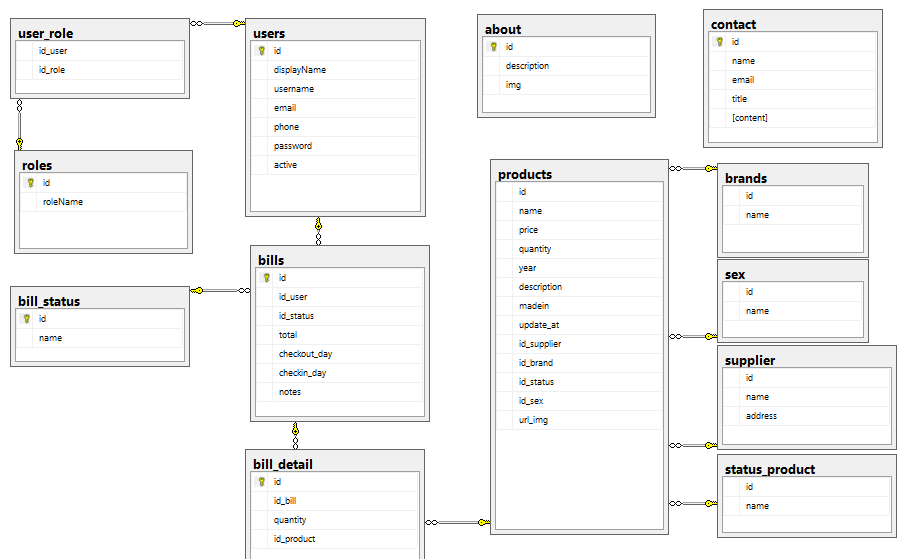 user_role
id_user
id_role
users
id
displayName
username
email
phone
password
active
about
id
description
img
contact
id
name
email
title
[content]
roles
id
roleName
products
id
name
price
quantity
year
description
madein
update_at
id_supplier
id_brand
id_status
id_sex
url_img
brands
id
name
bills
id
id_user
id_status
total
checkout_day
checkin_day
notes
bill_status
id
name
sex
id
name
supplier
id
name
address
bill_detail
id
id_bill
quantity
id_product
status_product
id
name